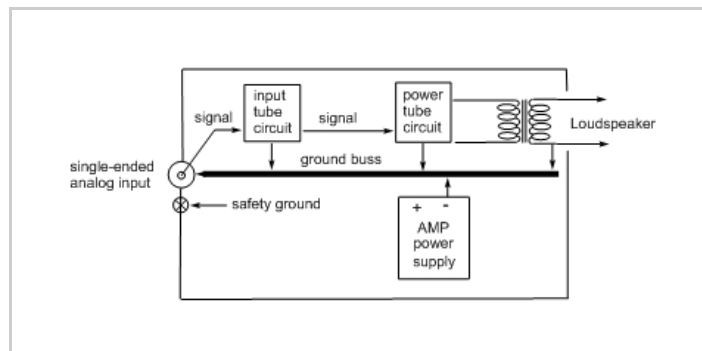 input
tube
circuit
power
tube
circuit
signal
signal
Loudspeaker
ground buss
single-ended
analog input
safety ground
+ -
AMP
power
supply